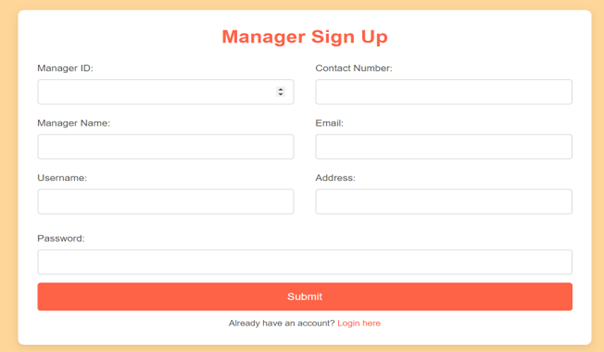 Manager Sign Up
Manager ID:
Contact Number:
Manager Name:
Email:
Username:
Address:
Password:
Submit
Already have an account? Login here